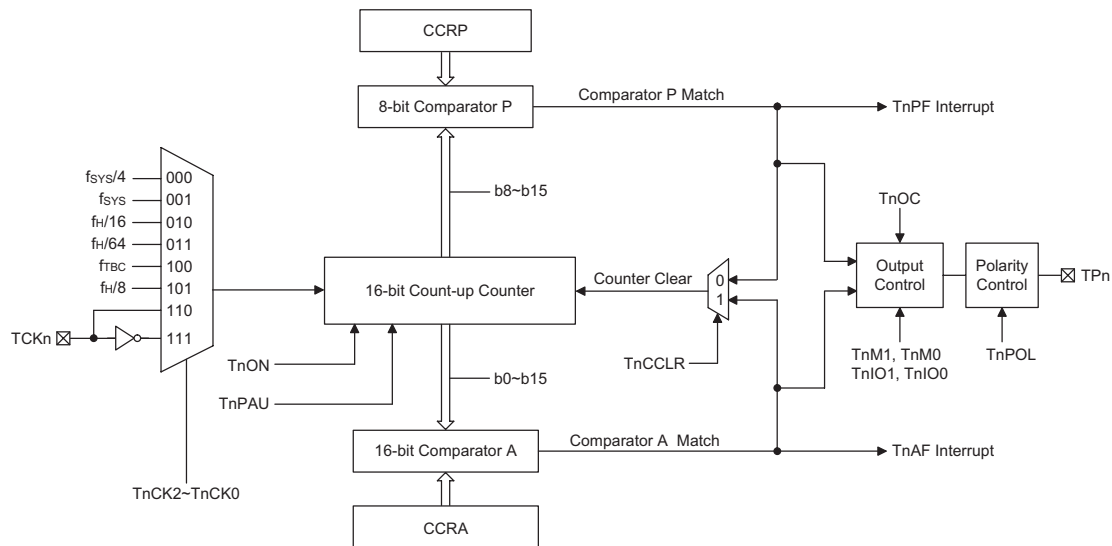 CCRP
8-bit Comparator P
Comparator P Match
TnPF Interrupt
fSYS/4
000
fSYS
001
fH/16
010
fH/64
011
fTBC
100
fH/8
101
110
TCKn
111
b8~b15
TnOC
16-bit Count-up Counter
Counter Clear
0
1
Output
Control
Polarity
Control
TPn
TnON
TnPAU
b0~b15
TnCCLR
TnM1, TnM0
TnIO1, TnIO0
TnPOL
16-bit Comparator A
Comparator A Match
TnAF Interrupt
TnCK2~TnCK0
CCRA